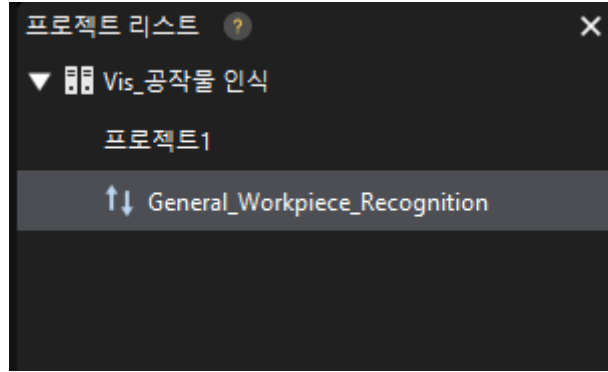 프로젝트 리스트 ?
Vis_공작물 인식
프로젝트1
General_Workpiece_Recognition